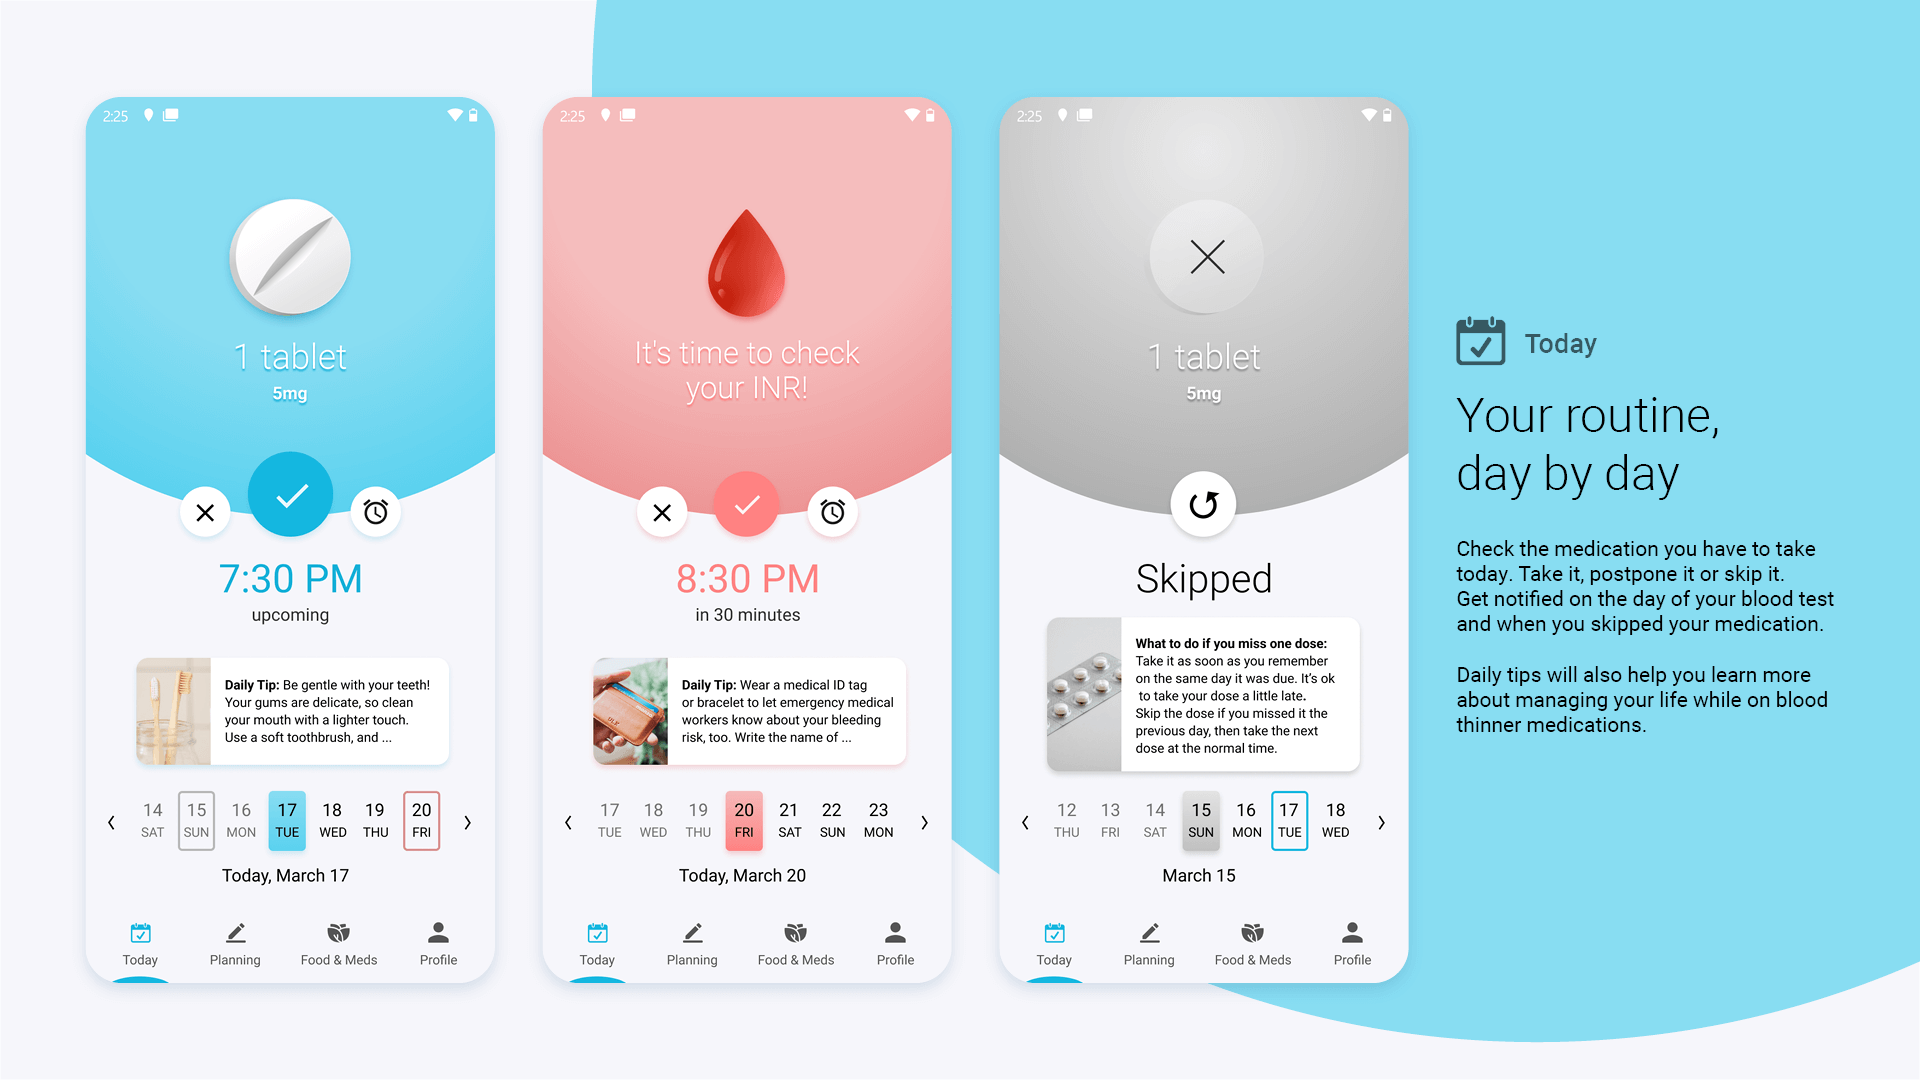 2:25
1 tablet
5mg
7:30 PM
upcoming
Daily Tip: Be gentle with your teeth!
Your gums are delicate, so clean
your mouth with a lighter touch.
Use a soft toothbrush, and ...
14 15 16 17 18 19 20
SAT SUN MON TUE WED THU FRI
Today, March 17
Today Planning Food & Meds Profile
2:25
It's time to check
your INR!
8:30 PM
in 30 minutes
Daily Tip: Wear a medical ID tag
or bracelet to let emergency medical
workers know about your bleeding
risk, too. Write the name of ...
17 18 19 20 21 22 23
TUE WED THU FRI SAT SUN MON
Today, March 20
Today Planning Food & Meds Profile
2:25
1 tablet
5mg
Skipped
What to do if you miss one dose:
Take it as soon as you remember
on the same day it was due. It's ok
to take your dose a little late.
Skip the dose if you missed it the
previous day, then take the next
dose at the normal time.
12 13 14 15 16 17 18
THU FRI SAT SUN MON TUE WED
March 15
Today Planning Food & Meds Profile
Today
Your routine,
day by day
Check the medication you have to take
today. Take it, postpone it or skip it.
Get notified on the day of your blood test
and when you skipped your medication.
Daily tips will also help you learn more
about managing your life while on blood
thinner medications.